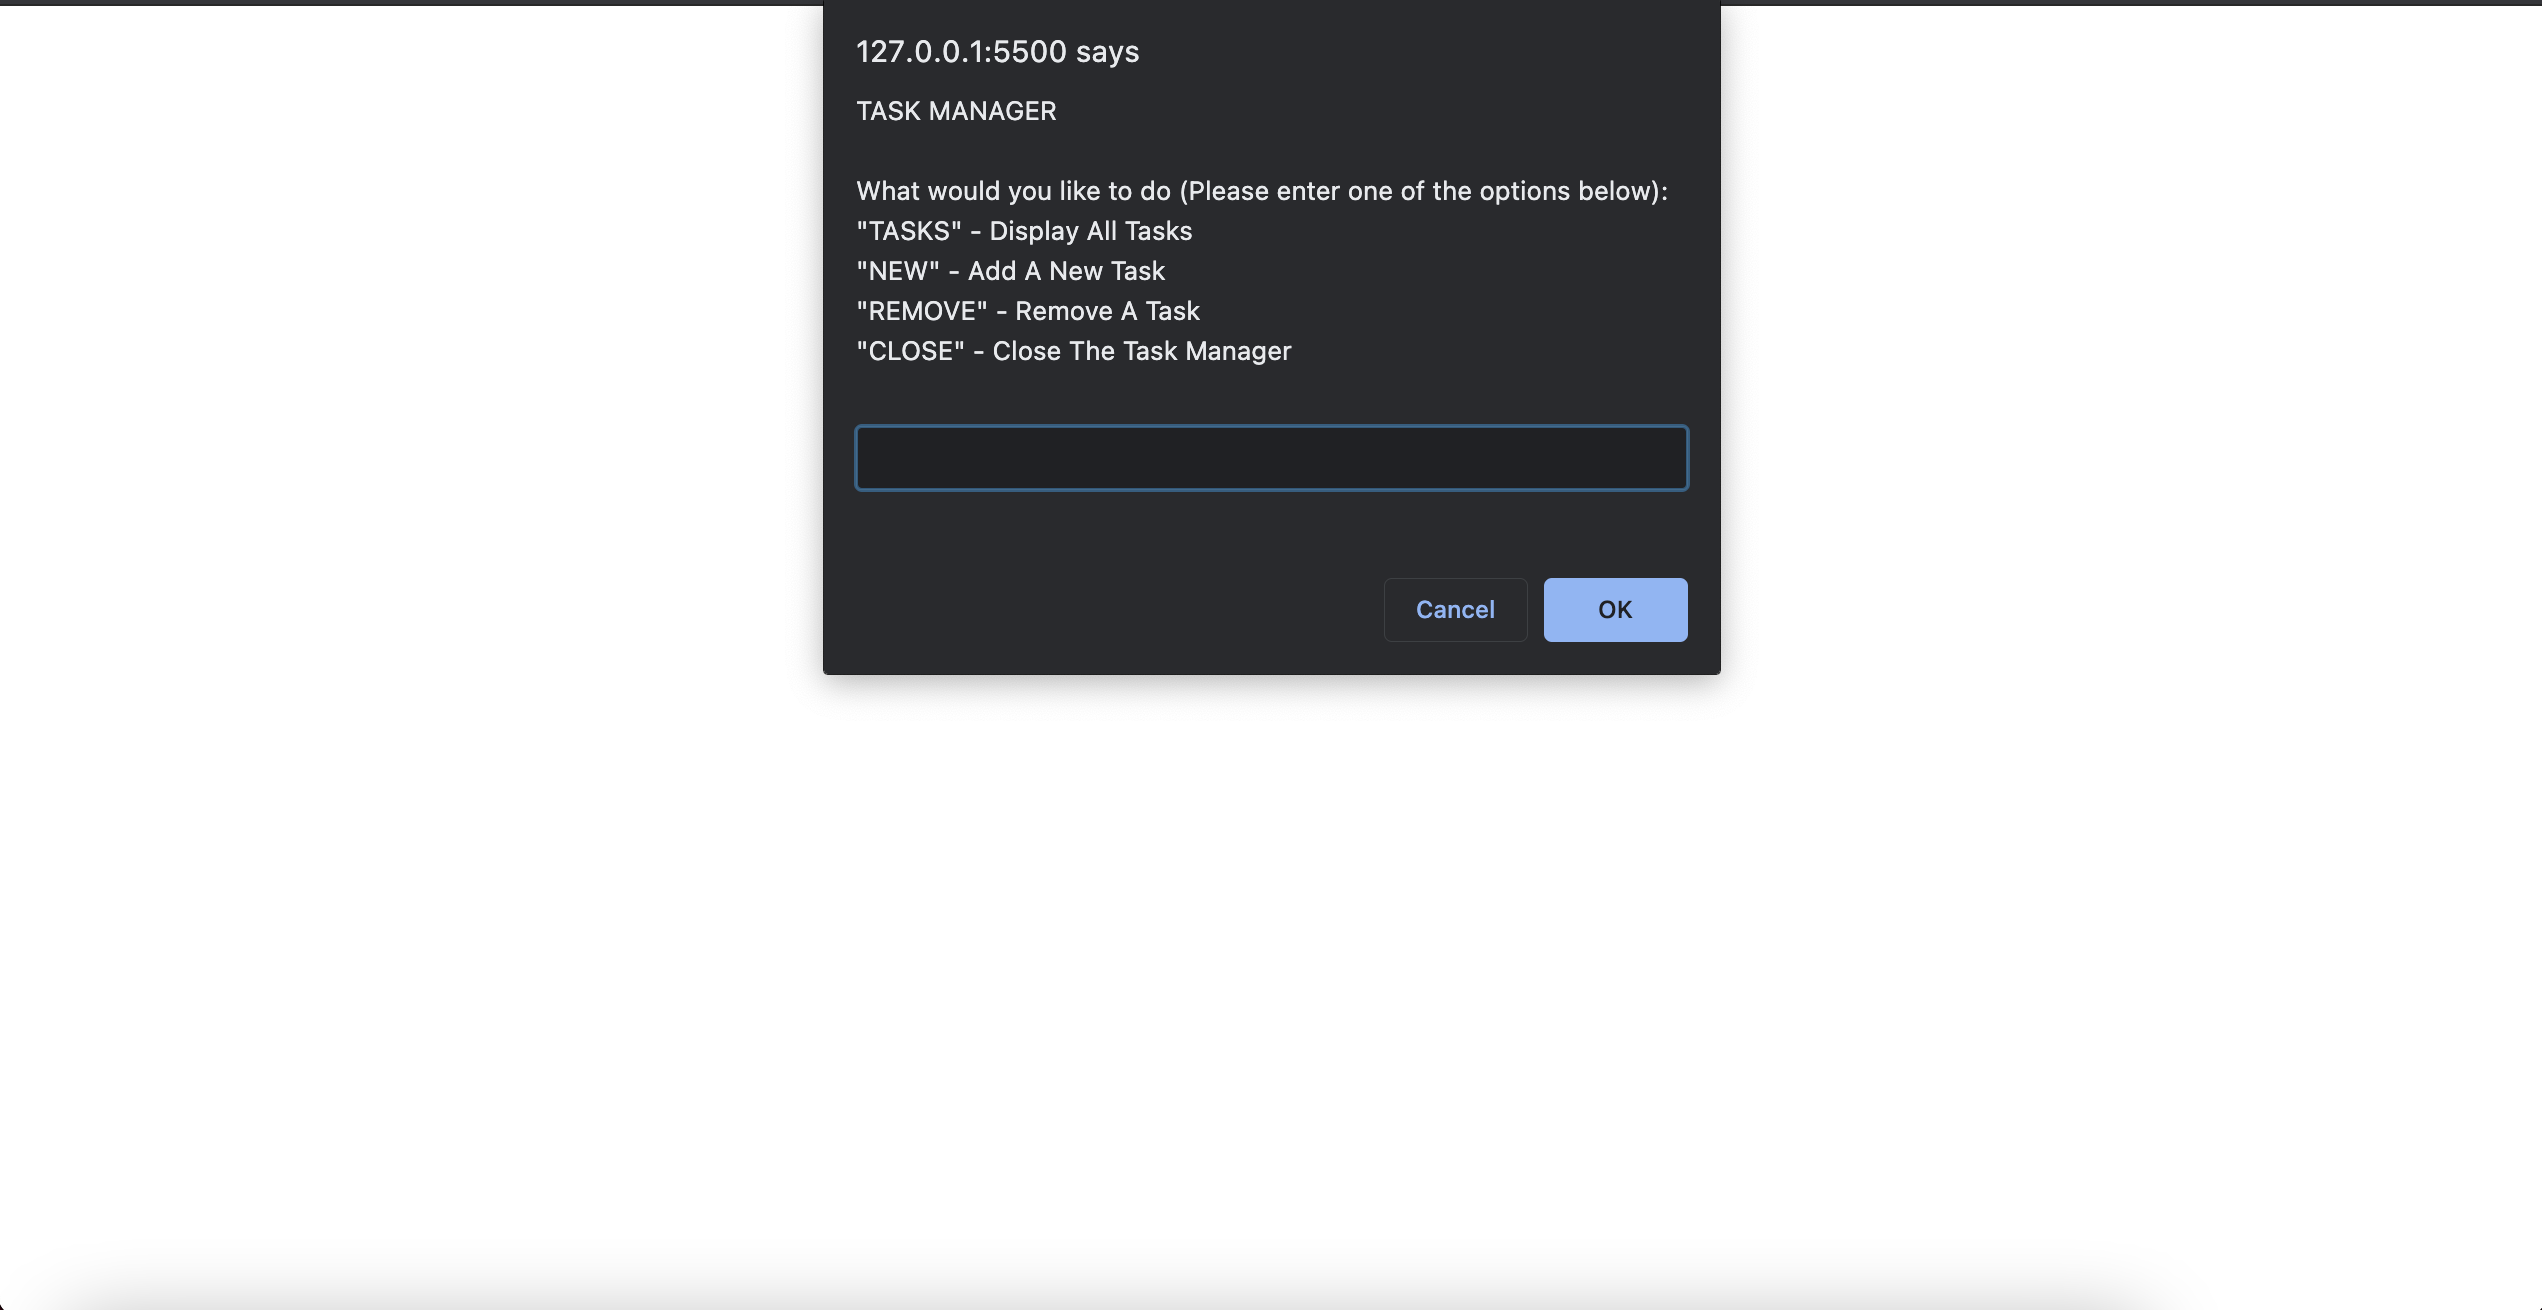 127.0.0.1:5500 says
TASK MANAGER
What would you like to do (Please enter one of the options below):
"TASKS" - Display All Tasks
"NEW" - Add A New Task
"REMOVE" - Remove A Task
"CLOSE" - Close The Task Manager
Cancel
OK